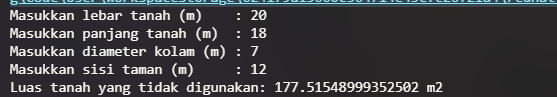 Masukkan lebar tanah (m)    : 20
Masukkan panjang tanah (m)  : 18
Masukkan diameter kolam (m) : 7
Masukkan sisi taman (m)     : 12
Luas tanah yang tidak digunakan: 177.51548999352502 m2